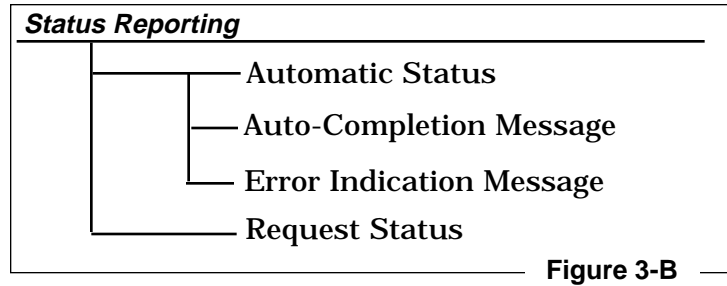 Status Reporting
Automatic Status
Auto-Completion Message
Error Indication Message
Request Status
Figure 3-B